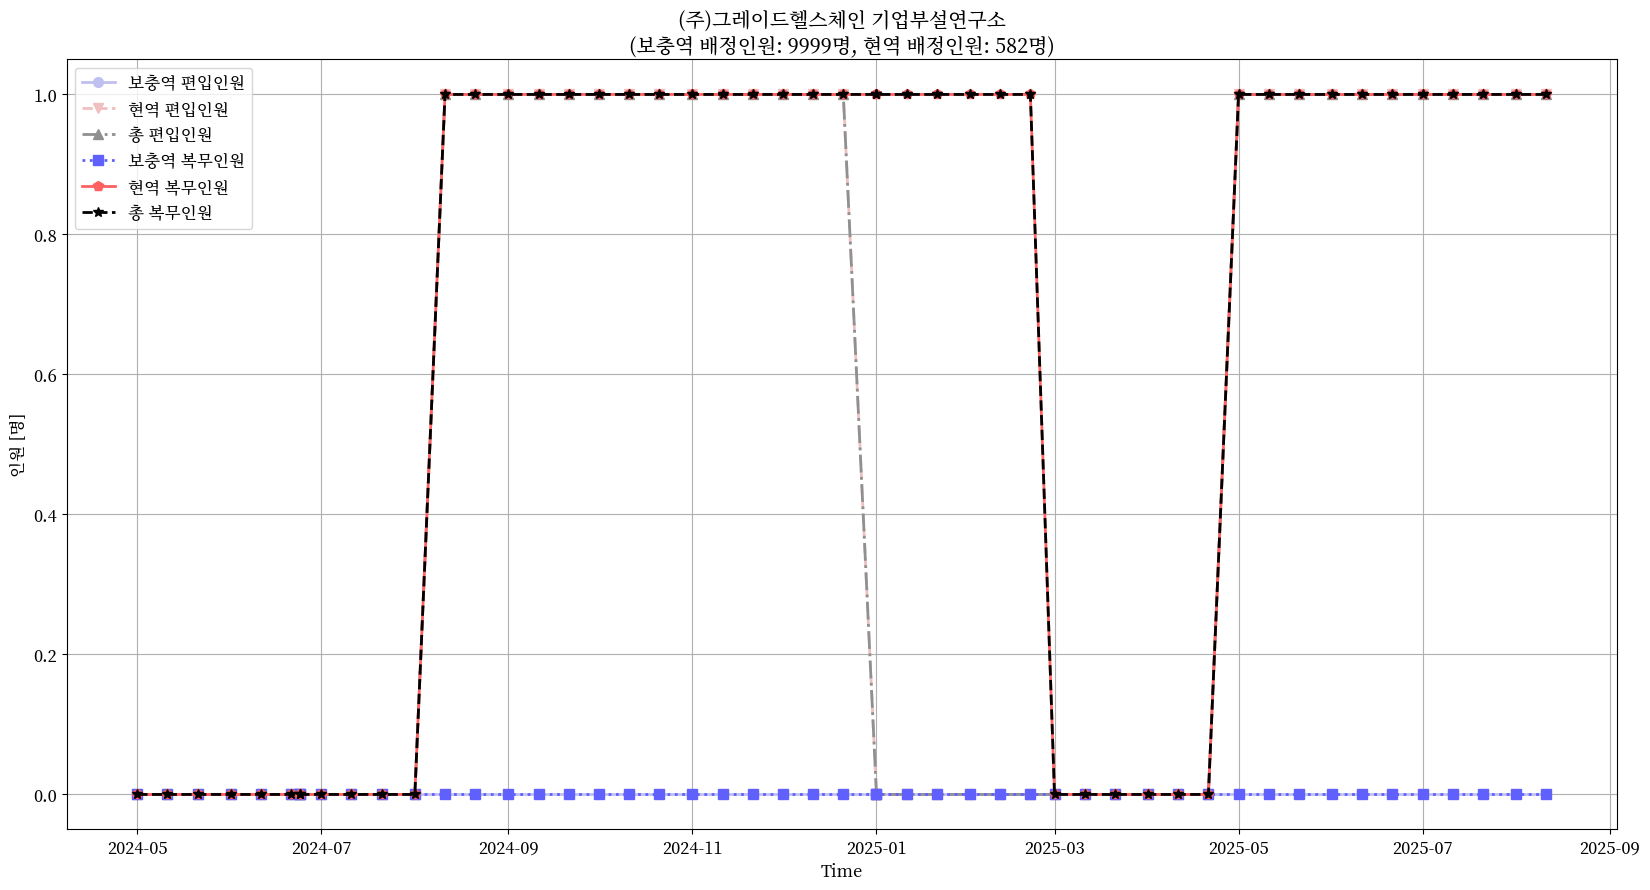 (주)그레이드헬스체인 기업부설연구소
(보충역 배정인원: 9999명, 현역 배정인원: 582명)
보충역 편입인원
현역 편입인원
총 편입인원
보충역 복무인원
현역 복무인원
총 복무인원
1.0
0.8
0.6
0.4
0.2
0.0
인원 [명]
2024-05
2024-07
2024-09
2024-11
2025-01
2025-03
2025-05
2025-07
2025-09
Time